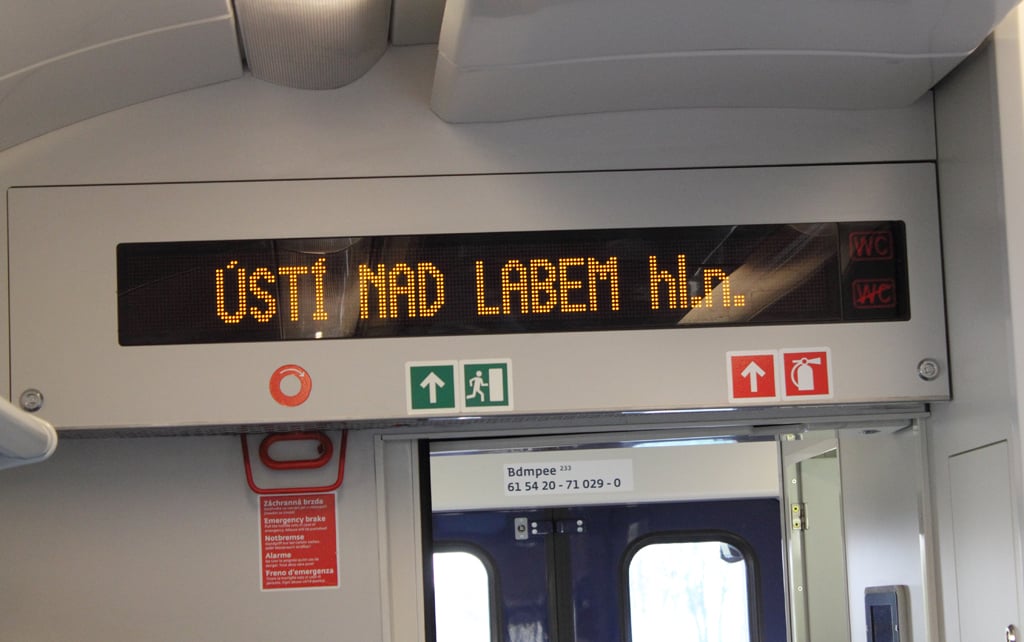 ÚSTÍ NAD LABEM hl.n.
WC
WC
Bdmpee 233
61 54 20 - 71 029 - 0
Záchranná brzda
Emergency brake
Notbremse
Alarme
Freno d'emergenza